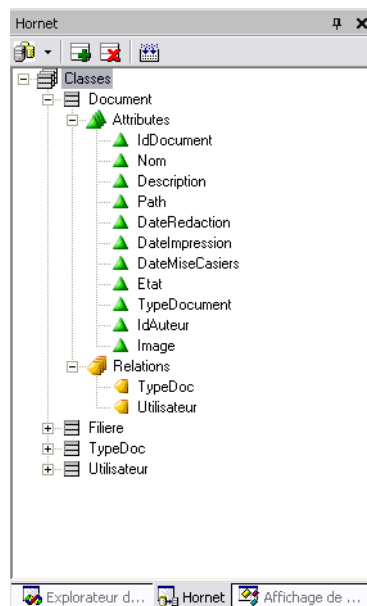 Hornet
Classes
Document
Attributes
IdDocument
Nom
Description
Path
DateRedaction
DateImpression
DateMiseCasiers
Etat
TypeDocument
IdAuteur
Image
Relations
TypeDoc
Utilisateur
Filiere
TypeDoc
Utilisateur
Explorateur d... Hornet Affichage de ...